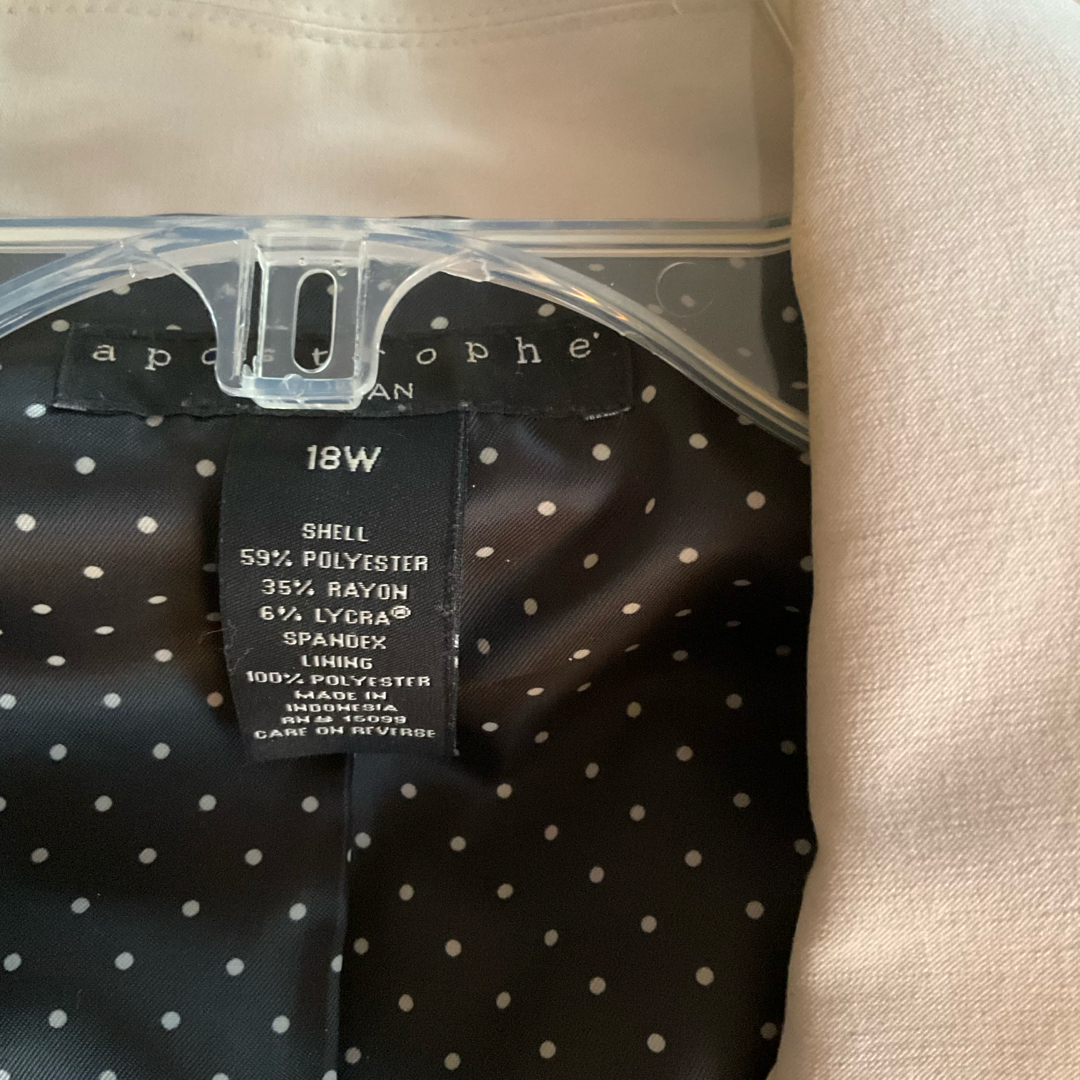 apostrophe
18W
SHELL
59% POLYESTER
35% RAYON
6% LYCRA®
SPANDEX
LINING
100% POLYESTER
MADE IN
INDONESIA
RN # 15099
CARE ON REVERSE